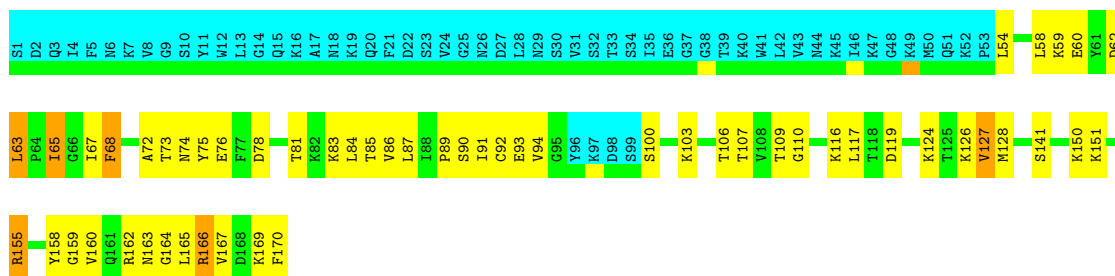 S1 D2 Q3 I4 F5 N6 K7 V8 G9 S10 Y11 W12 L13 G14 Q15 K16 A17 N18 K19 Q20 F21 D22 S23 V24 G25 N26 D27 L28 N29 S30 V31 S32 T33 S34 I35 E36 G37 G38 T39 K40 W41 L42 V43 N44 K45 I46 K47 G48 K49 M50 Q51 K52 P53 L54 L58 K59 E60 Y61 D62
L63 P64 I65 G66 I67 F68 A72 T73 N74 Y75 E76 F77 D78 T81 K82 K83 L84 T85 V86 L87 I88 P89 S90 I91 C92 E93 V94 G95 Y96 K97 D98 S99 S100 K103 T106 T107 V108 T109 G110 K116 L117 T118 D119 K124 T125 K126 V127 M128 S141 K150 K151
R155 Y158 G159 V160 Q161 R162 N163 G164 L165 R166 V167 D168 K169 F170